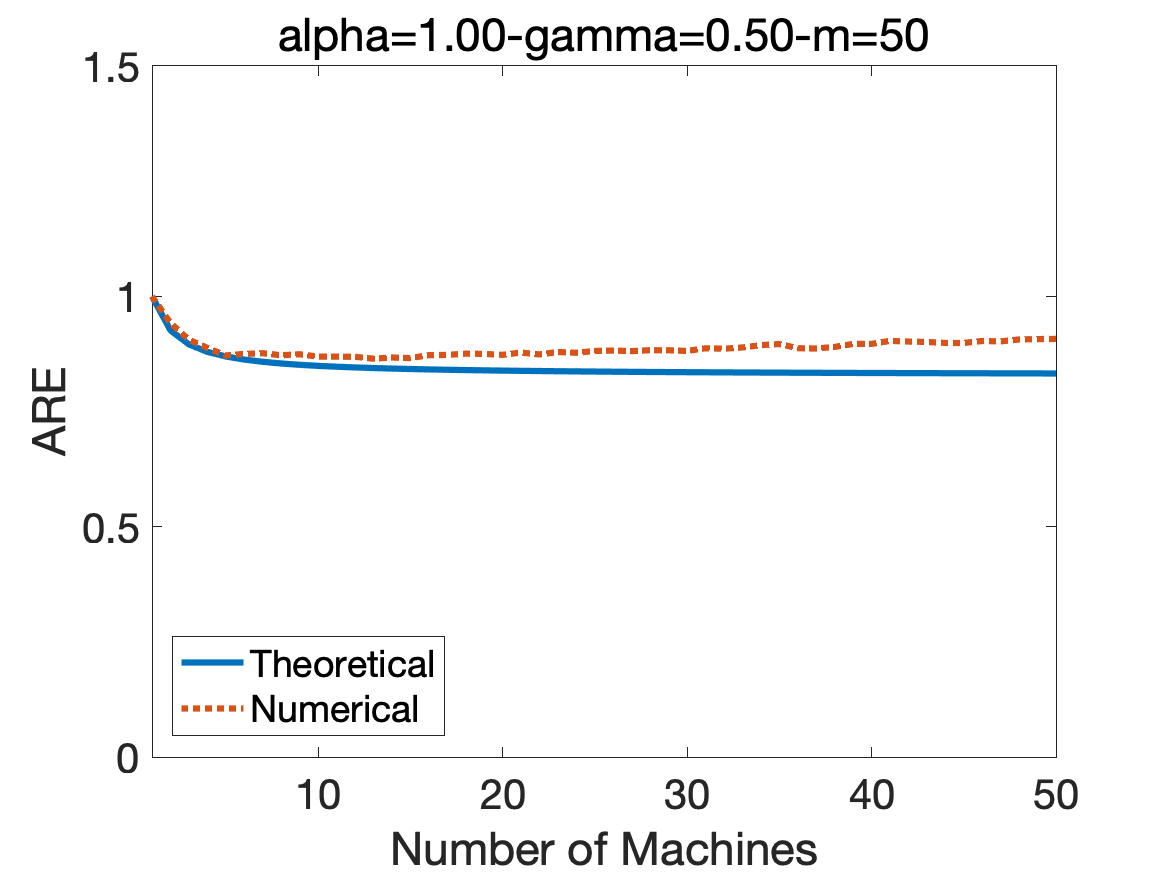 alpha=1.00-gamma=0.50-m=50
1.5
1
0.5
0
ARE
Theoretical
Numerical
10 20 30 40 50
Number of Machines